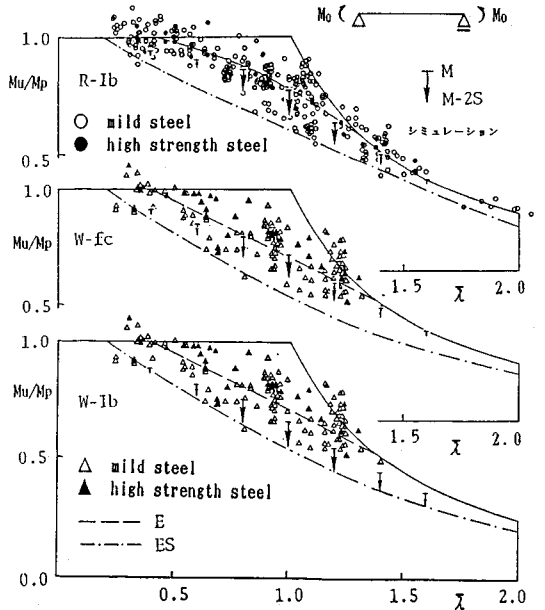 Mo Mo
1.0
Mu/Mp
R-Ib
M
M-2S
シミュレーション
○ mild steel
● high strength steel
0.5
1.0
Mu/Mp
W-fc
0.5
1.5 λ̄ 2.0
1.0
Mu/Mp
W-Ib
0.5
1.5 λ̄ 2.0
△ mild steel
▲ high strength steel
E
ES
0.0
0.5 1.0 1.5 λ̄ 2.0